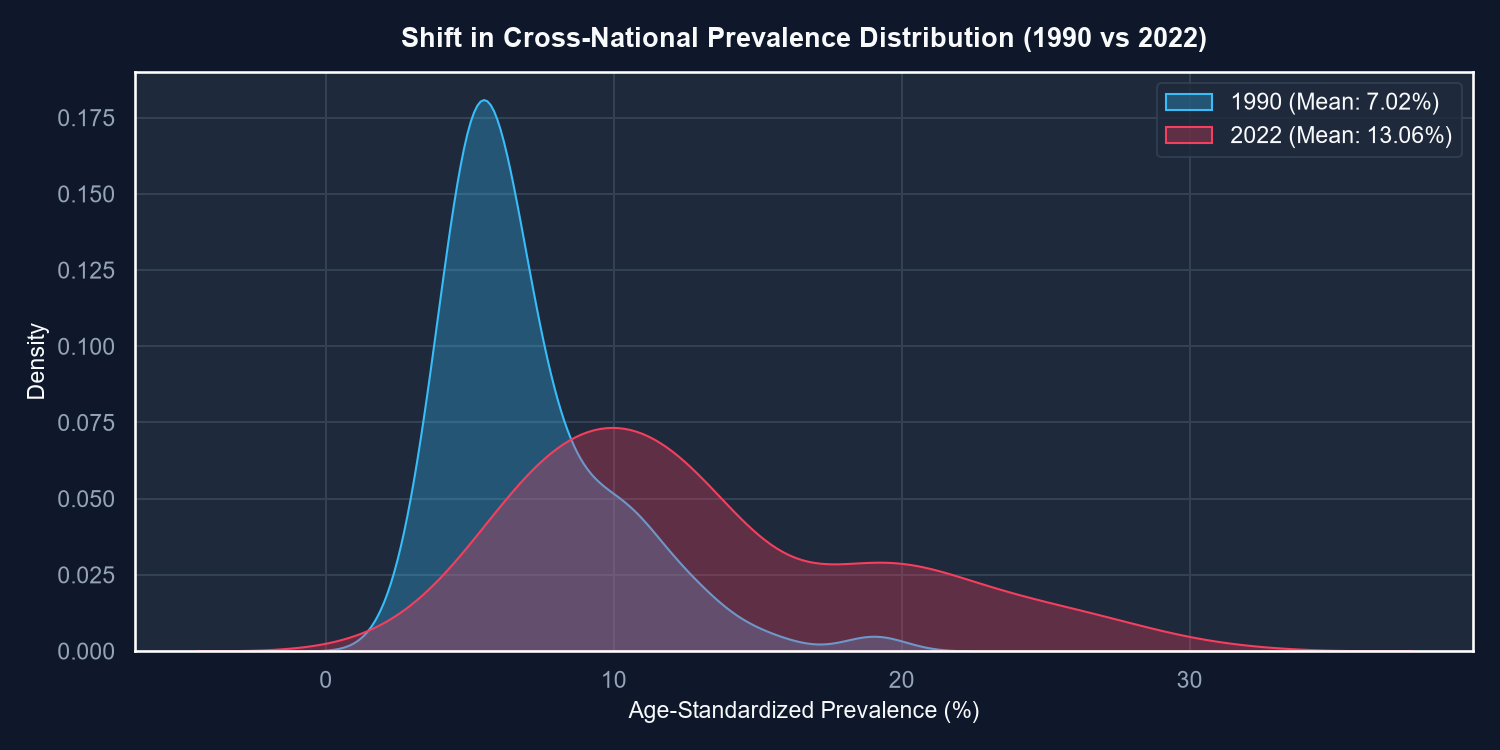 Shift in Cross-National Prevalence Distribution (1990 vs 2022)
1990 (Mean: 7.02%)
2022 (Mean: 13.06%)
0.175
0.150
0.125
0.100
0.075
0.050
0.025
0.000
Density
0 10 20 30
Age-Standardized Prevalence (%)